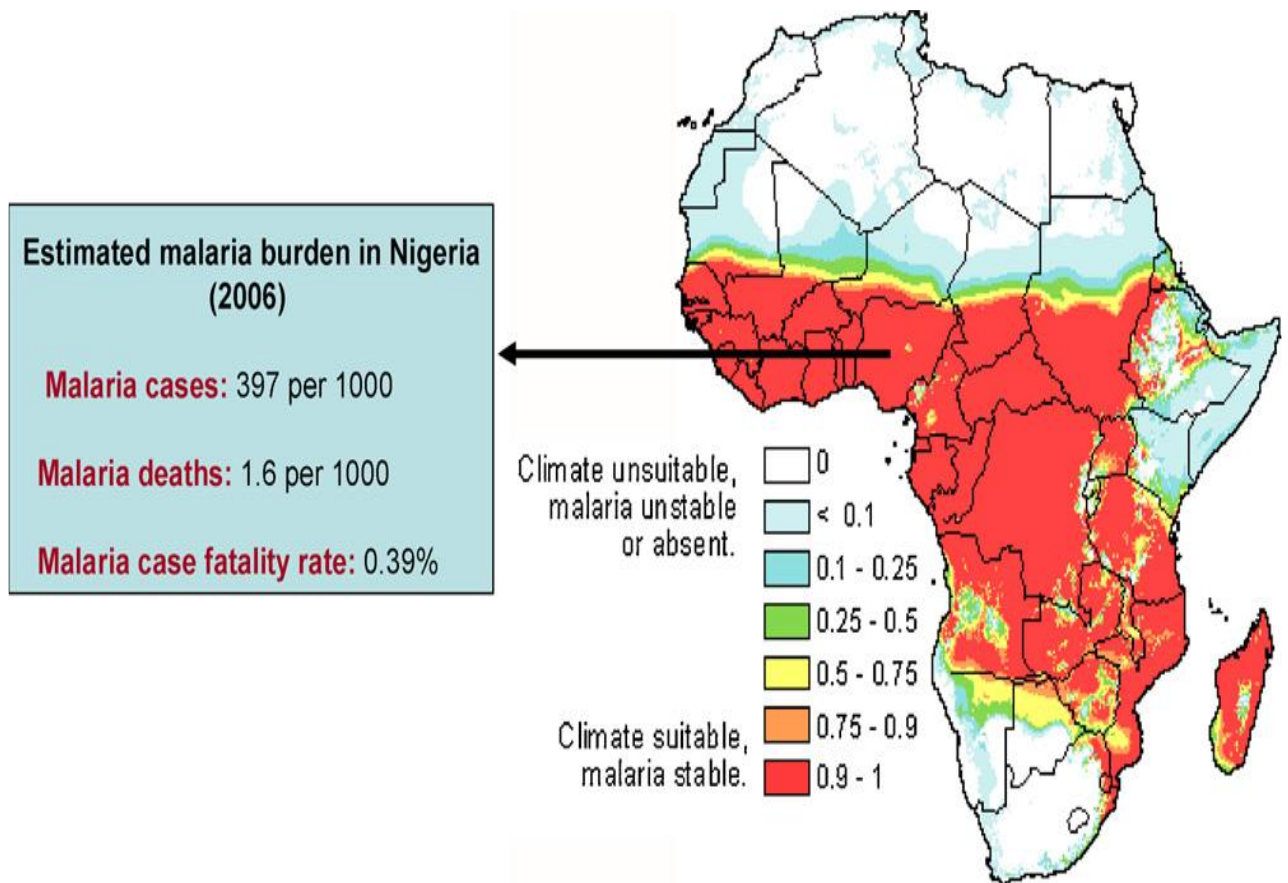 Estimated malaria burden in Nigeria
(2006)
Malaria cases: 397 per 1000
Malaria deaths: 1.6 per 1000
Malaria case fatality rate: 0.39%
Climate unsuitable,
malaria unstable
or absent.
0
< 0.1
0.1 - 0.25
0.25 - 0.5
0.5 - 0.75
0.75 - 0.9
0.9 - 1
Climate suitable,
malaria stable.